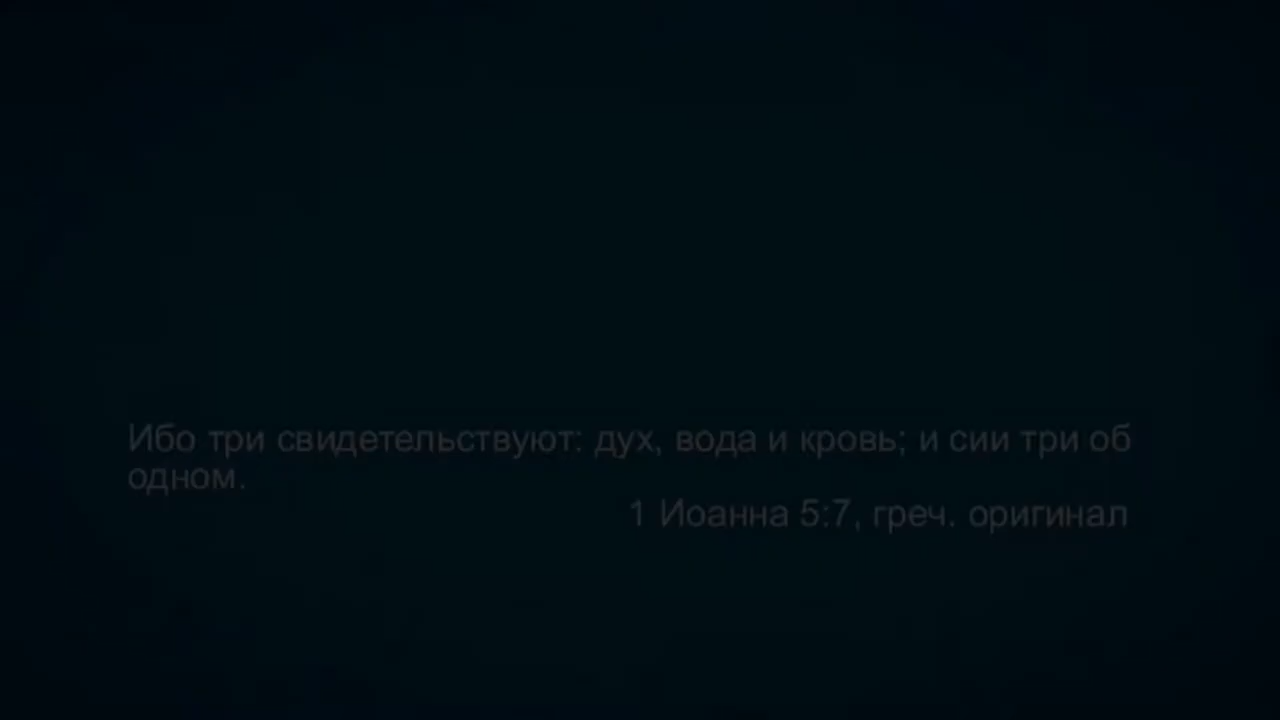 Ибо три свидетельствуют: дух, вода и кровь; и сии три об
одном.
1 Иоанна 5:7, греч. оригинал